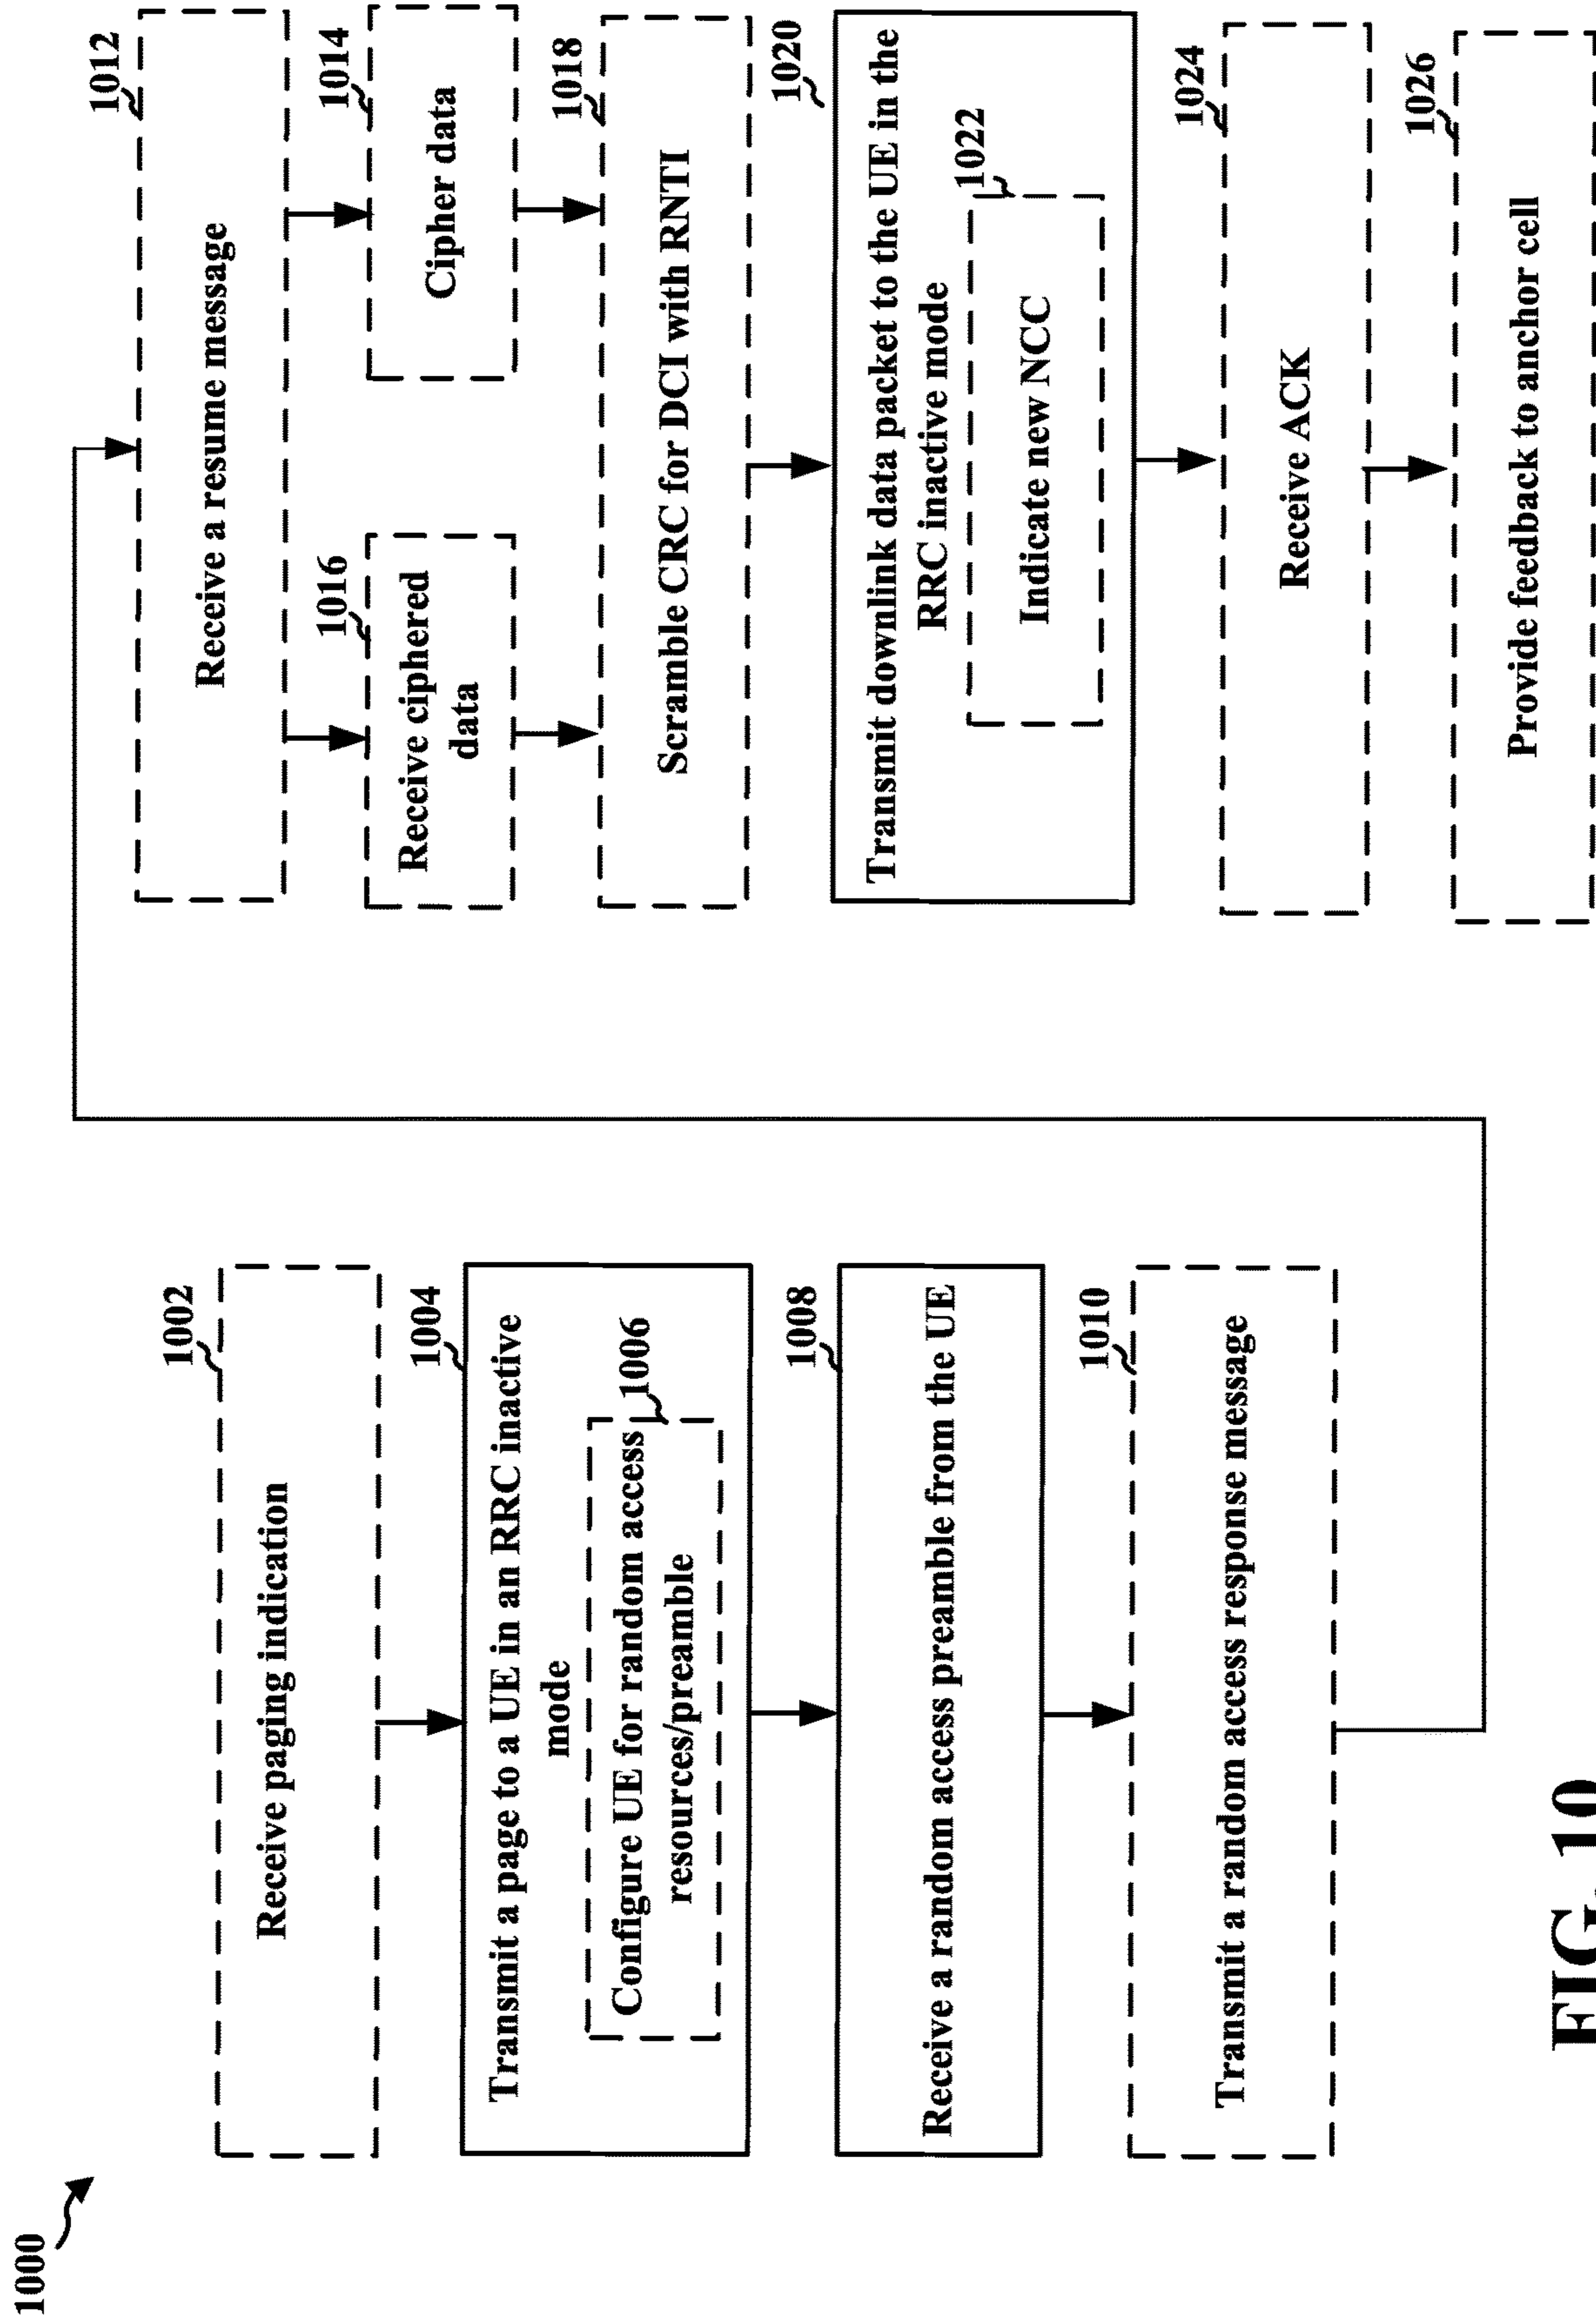 1000
1002
Receive paging indication
1004
Transmit a page to a UE in an RRC inactive
mode
1006
Configure UE for random access
resources/preamble
1008
Receive a random access preamble from the UE
1010
Transmit a random access response message
1012
Receive a resume message
1016
Receive ciphered
data
1014
Cipher data
1018
Scramble CRC for DCI with RNTI
1020
Transmit downlink data packet to the UE in the
RRC inactive mode
1022
Indicate new NCC
1024
Receive ACK
1026
Provide feedback to anchor cell
FIG. 10